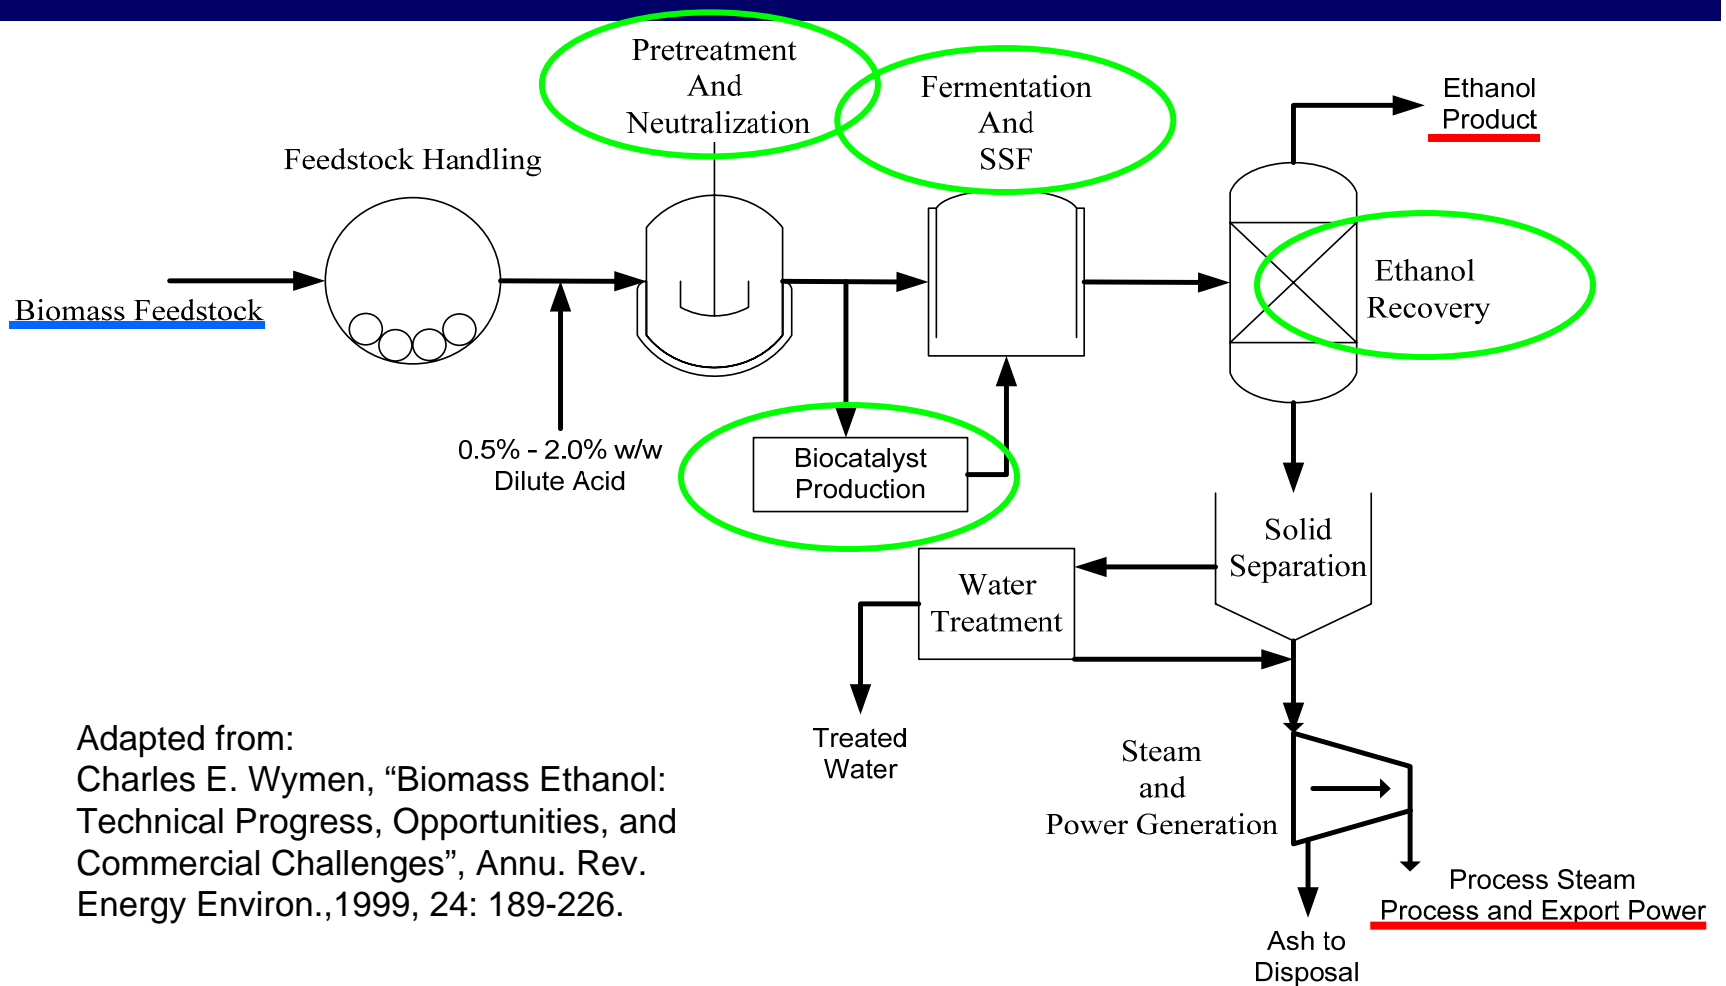 Pretreatment
And
Neutralization
Fermentation
And
SSF
Ethanol
Product
Feedstock Handling
Biomass Feedstock
Ethanol
Recovery
0.5% - 2.0% w/w
Dilute Acid
Biocatalyst
Production
Solid
Separation
Water
Treatment
Treated
Water
Steam
and
Power Generation
Process Steam
Process and Export Power
Ash to
Disposal
Adapted from:
Charles E. Wymen, “Biomass Ethanol:
Technical Progress, Opportunities, and
Commercial Challenges”, Annu. Rev.
Energy Environ.,1999, 24: 189-226.